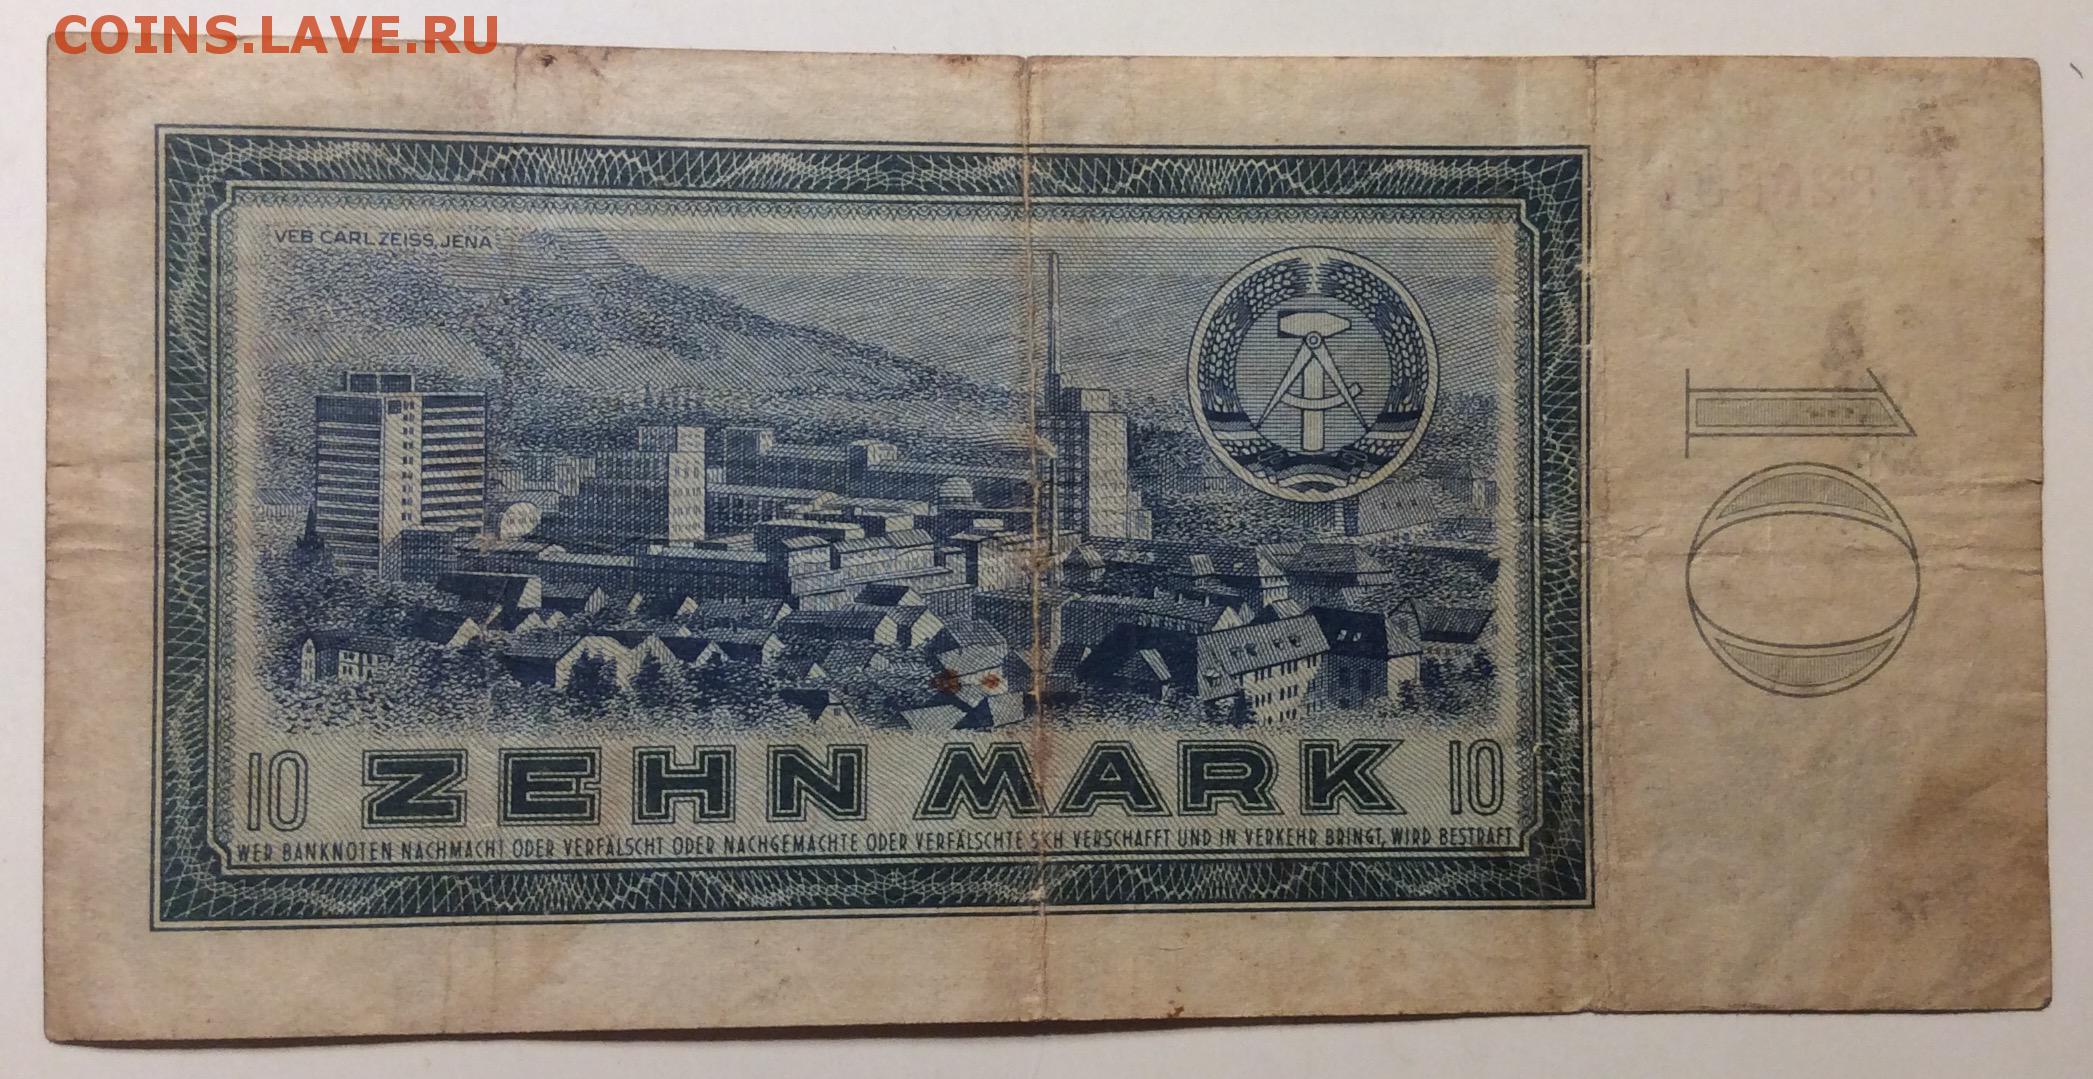 COINS.LAVE.RU
VEB CARL ZEISS, JENA
10
10 ZEHN MARK 10
WER BANKNOTEN NACHMACHT ODER VERFÄLSCHT ODER NACHGEMACHTE ODER VERFÄLSCHTE SICH VERSCHAFFT UND IN VERKEHR BRINGT, WIRD BESTRAFT